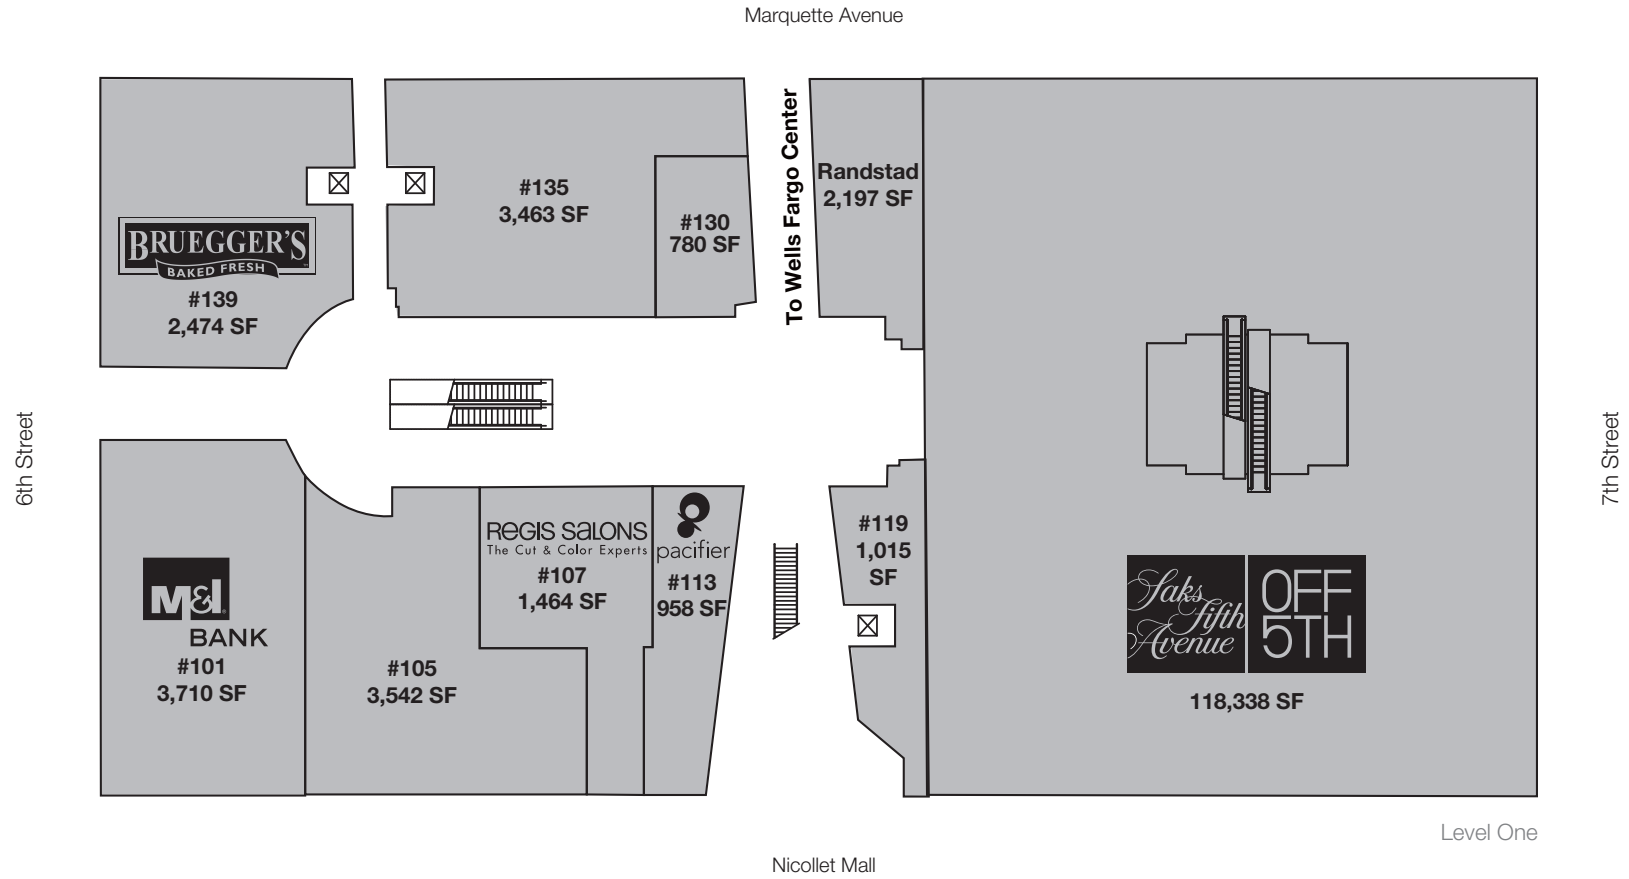 Marquette Avenue
To Wells Fargo Center
Randstad
2,197 SF
#135
3,463 SF
#130
780 SF
BRUEGGER'S
BAKED FRESH
#139
2,474 SF
6th Street
7th Street
REGIS SALONS
The Cut & Color Experts
#107
1,464 SF
pacifier
#113
958 SF
#119
1,015
SF
M&I
BANK
#101
3,710 SF
#105
3,542 SF
Saks
fifth
Avenue
OFF
5TH
118,338 SF
Level One
Nicollet Mall